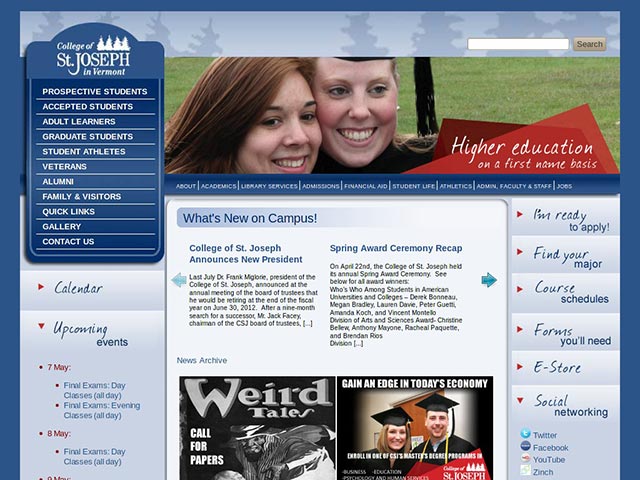 College of
St. JOSEPH
in Vermont
Search
PROSPECTIVE STUDENTS
ACCEPTED STUDENTS
ADULT LEARNERS
GRADUATE STUDENTS
STUDENT ATHLETES
VETERANS
ALUMNI
FAMILY & VISITORS
QUICK LINKS
GALLERY
CONTACT US
Higher education
on a first name basis
ABOUT | ACADEMICS | LIBRARY SERVICES | ADMISSIONS | FINANCIAL AID | STUDENT LIFE | ATHLETICS | ADMIN, FACULTY & STAFF | JOBS
Calendar
Upcoming
events
7 May:
Final Exams: Day
Classes (all day)
Final Exams: Evening
Classes (all day)
8 May:
Final Exams: Day
Classes (all day)
9 May:
What's New on Campus!
College of St. Joseph
Announces New President
Last July Dr. Frank Miglorie, president of the
College of St. Joseph, announced at the
annual meeting of the board of trustees that
he would be retiring at the end of the fiscal
year on June 30, 2012. After a nine-month
search for a successor, Mr. Jack Facey,
chairman of the CSJ board of trustees, [...]
Spring Award Ceremony Recap
On April 22nd, the College of St. Joseph held
its annual Spring Award Ceremony. See
below for all award winners:
Who's Who Among Students in American
Universities and Colleges – Derek Bonneau,
Megan Bradley, Lauren Davie, Peter Guetti,
Amanda Koch, and Vincent Montello
Division of Arts and Sciences Award- Christine
Bellew, Anthony Mayone, Racheal Paquette,
and Brendan Rios
Division [...]
News Archive
Weird
Tales
CALL
FOR
PAPERS
GAIN AN EDGE IN TODAY'S ECONOMY
ENROLL IN ONE OF CSJ'S MASTER'S DEGREE PROGRAMS IN
-BUSINESS -EDUCATION
-PSYCHOLOGY AND HUMAN SERVICES
College of
St. JOSEPH
I'm ready
to apply!
Find your
major
Course
schedules
Forms
you'll need
E-Store
Social
networking
Twitter
Facebook
YouTube
Zinch